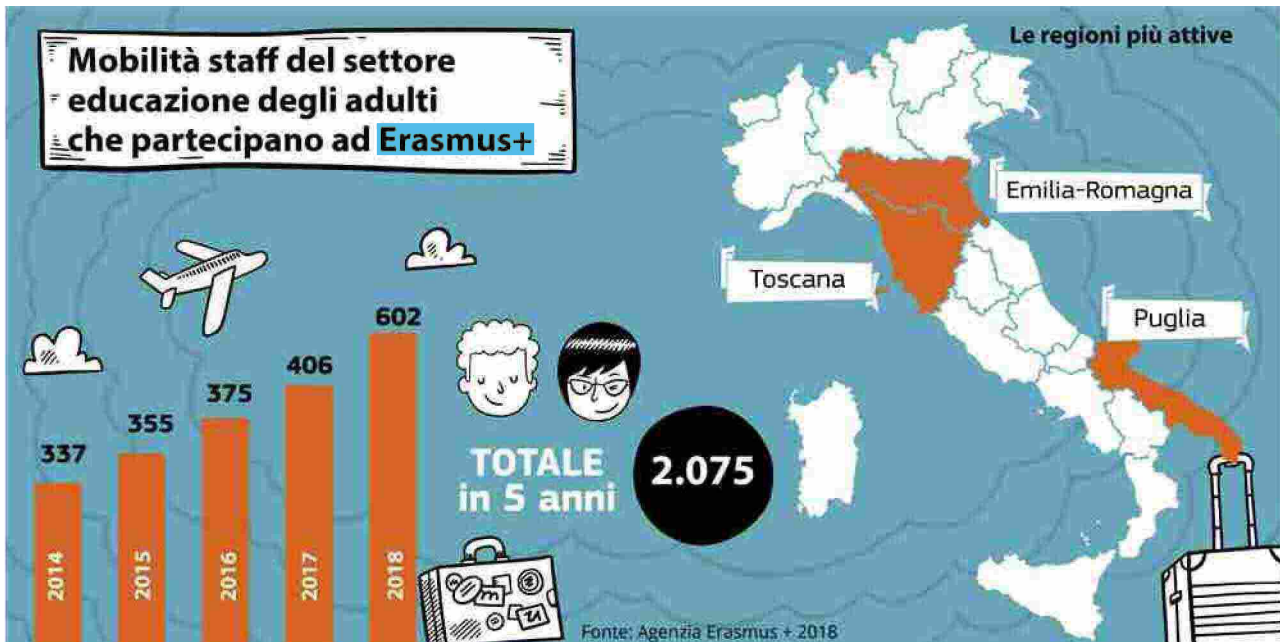 Mobilità staff del settore
educazione degli adulti
che partecipano ad Erasmus+
Le regioni più attive
Emilia-Romagna
Toscana
Puglia
337
355
375
406
602
2014
2015
2016
2017
2018
TOTALE
in 5 anni
2.075
Fonte: Agenzia Erasmus + 2018